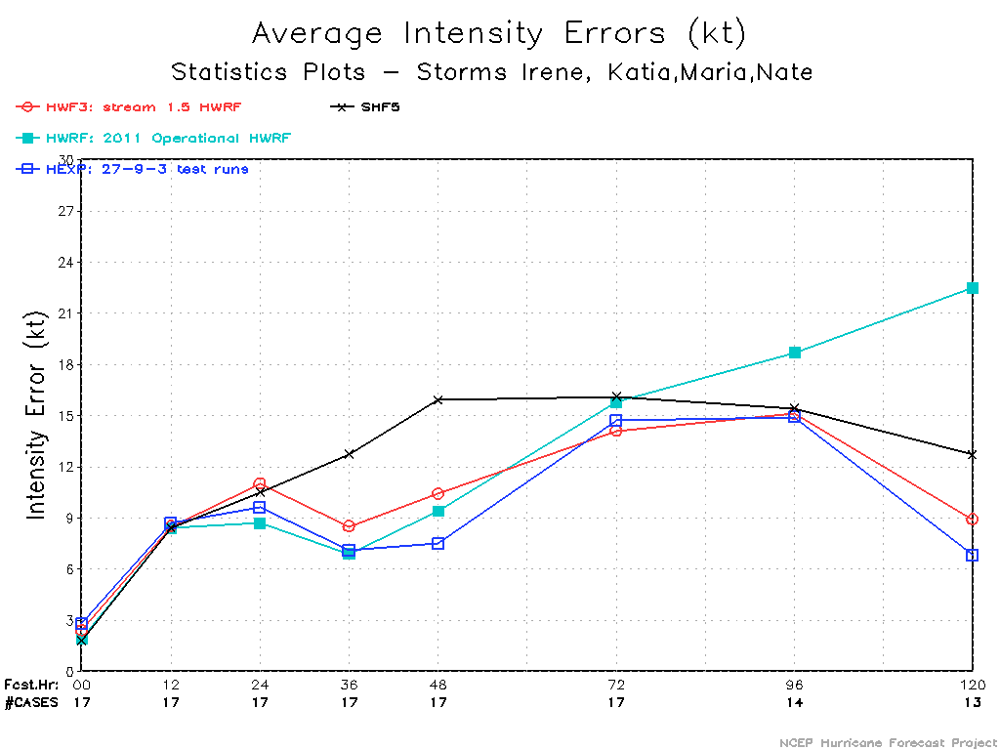 Average Intensity Errors (kt)
Statistics Plots - Storms Irene, Katia,Maria,Nate
HWF3: stream 1.5 HWRF
SHF5
HWRF: 2011 Operational HWRF
HEXP: 27-9-3 test runs
30
27
24
21
18
15
12
9
6
3
0
Intensity Error (kt)
Fcst.Hr: 00 12 24 36 48 72 96 120
#CASES 17 17 17 17 17 17 14 13
NCEP Hurricane Forecast Project